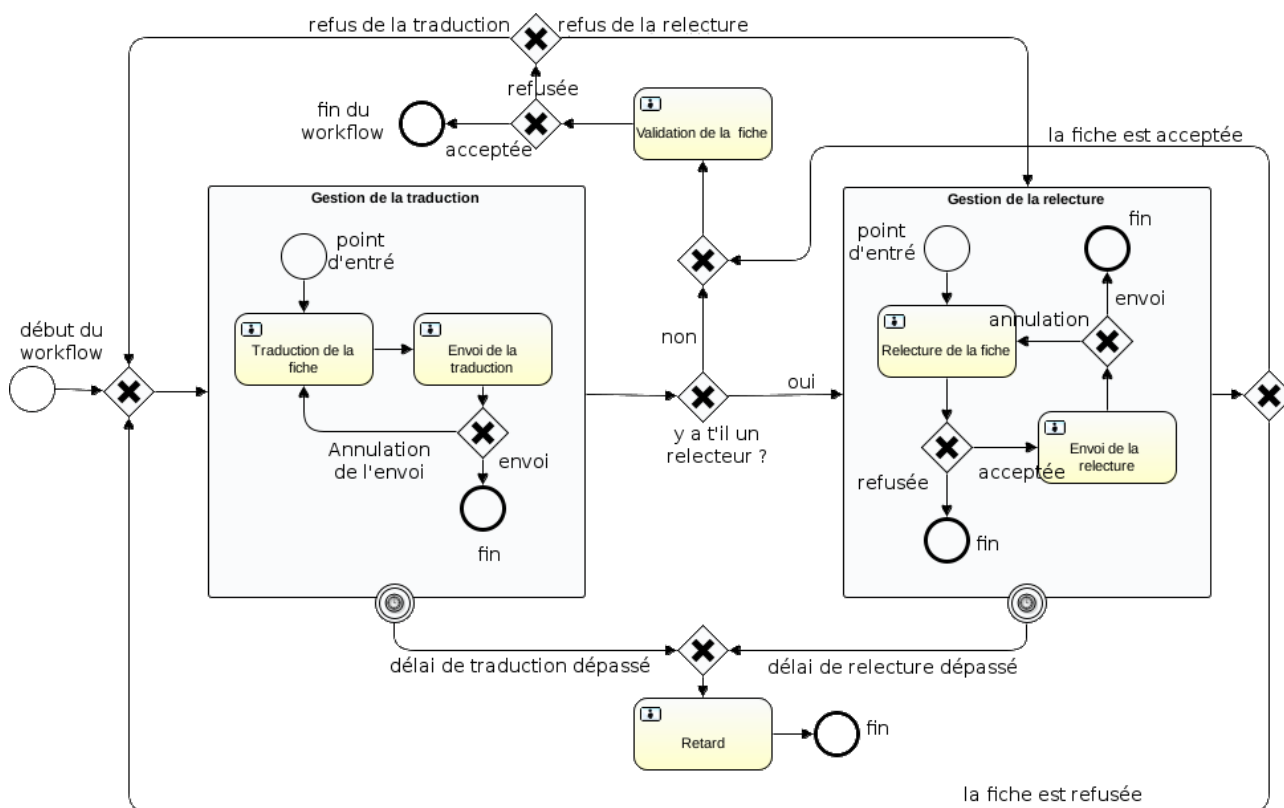 refus de la traduction
refus de la relecture
refusée
fin du
workflow
acceptée
Validation de la fiche
la fiche est acceptée
Gestion de la traduction
point
d'entré
début du
workflow
Traduction de la
fiche
Envoi de la
traduction
Annulation
de l'envoi
envoi
fin
non
oui
y a t'il un
relecteur ?
Gestion de la relecture
point
d'entré
fin
envoi
annulation
Relecture de la fiche
Envoi de la
relecture
acceptée
refusée
fin
délai de traduction dépassé
délai de relecture dépassé
Retard
fin
la fiche est refusée